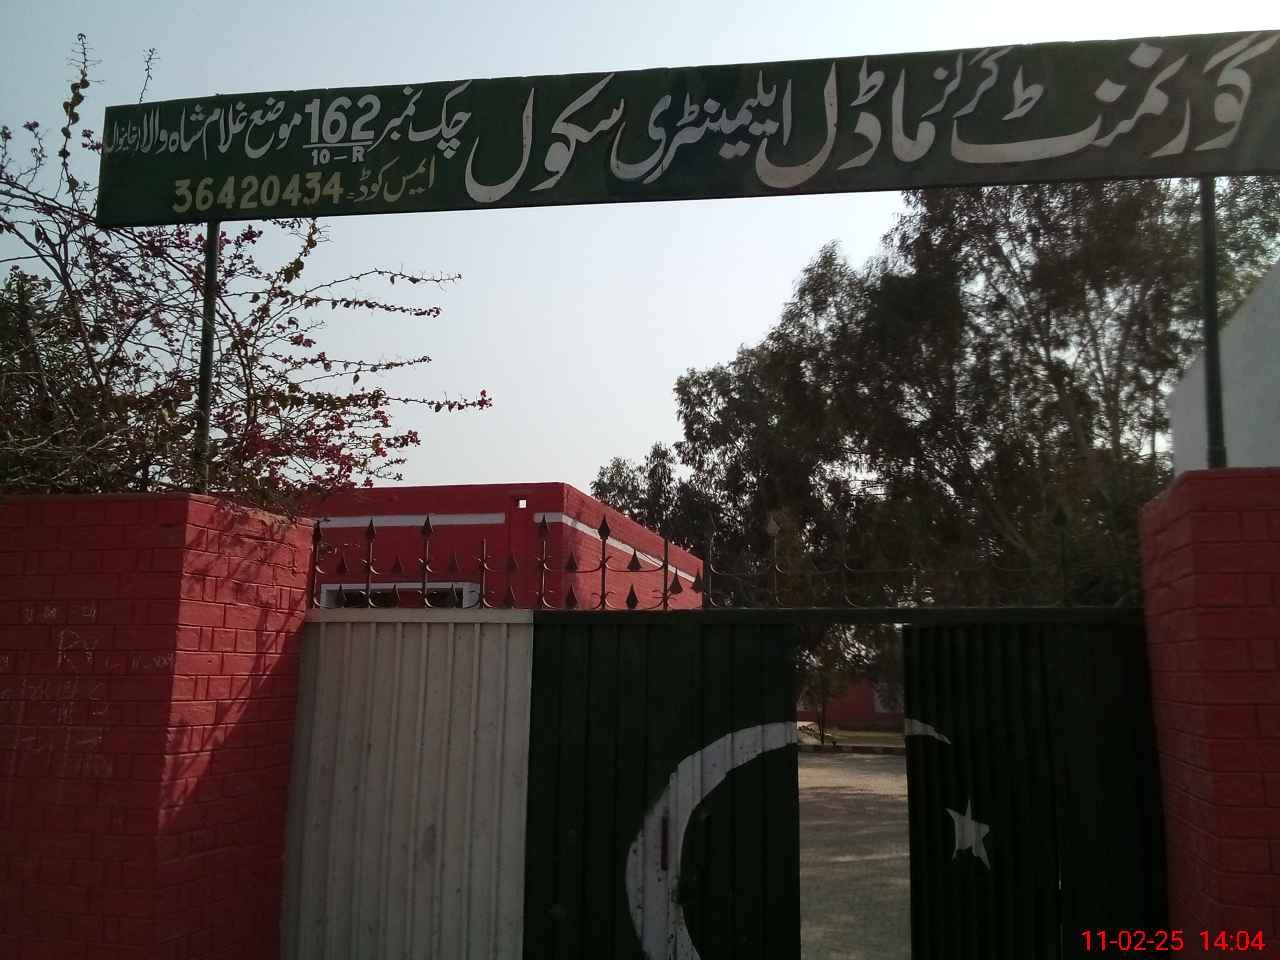 گورنمنٹ گرلز ماڈل ایلیمنٹری سکول چک نمبر 162/10-R موضع غلام شاہ والا (خانیوال)
ایمس کوڈ۔ 36420434
11-02-25 14:04